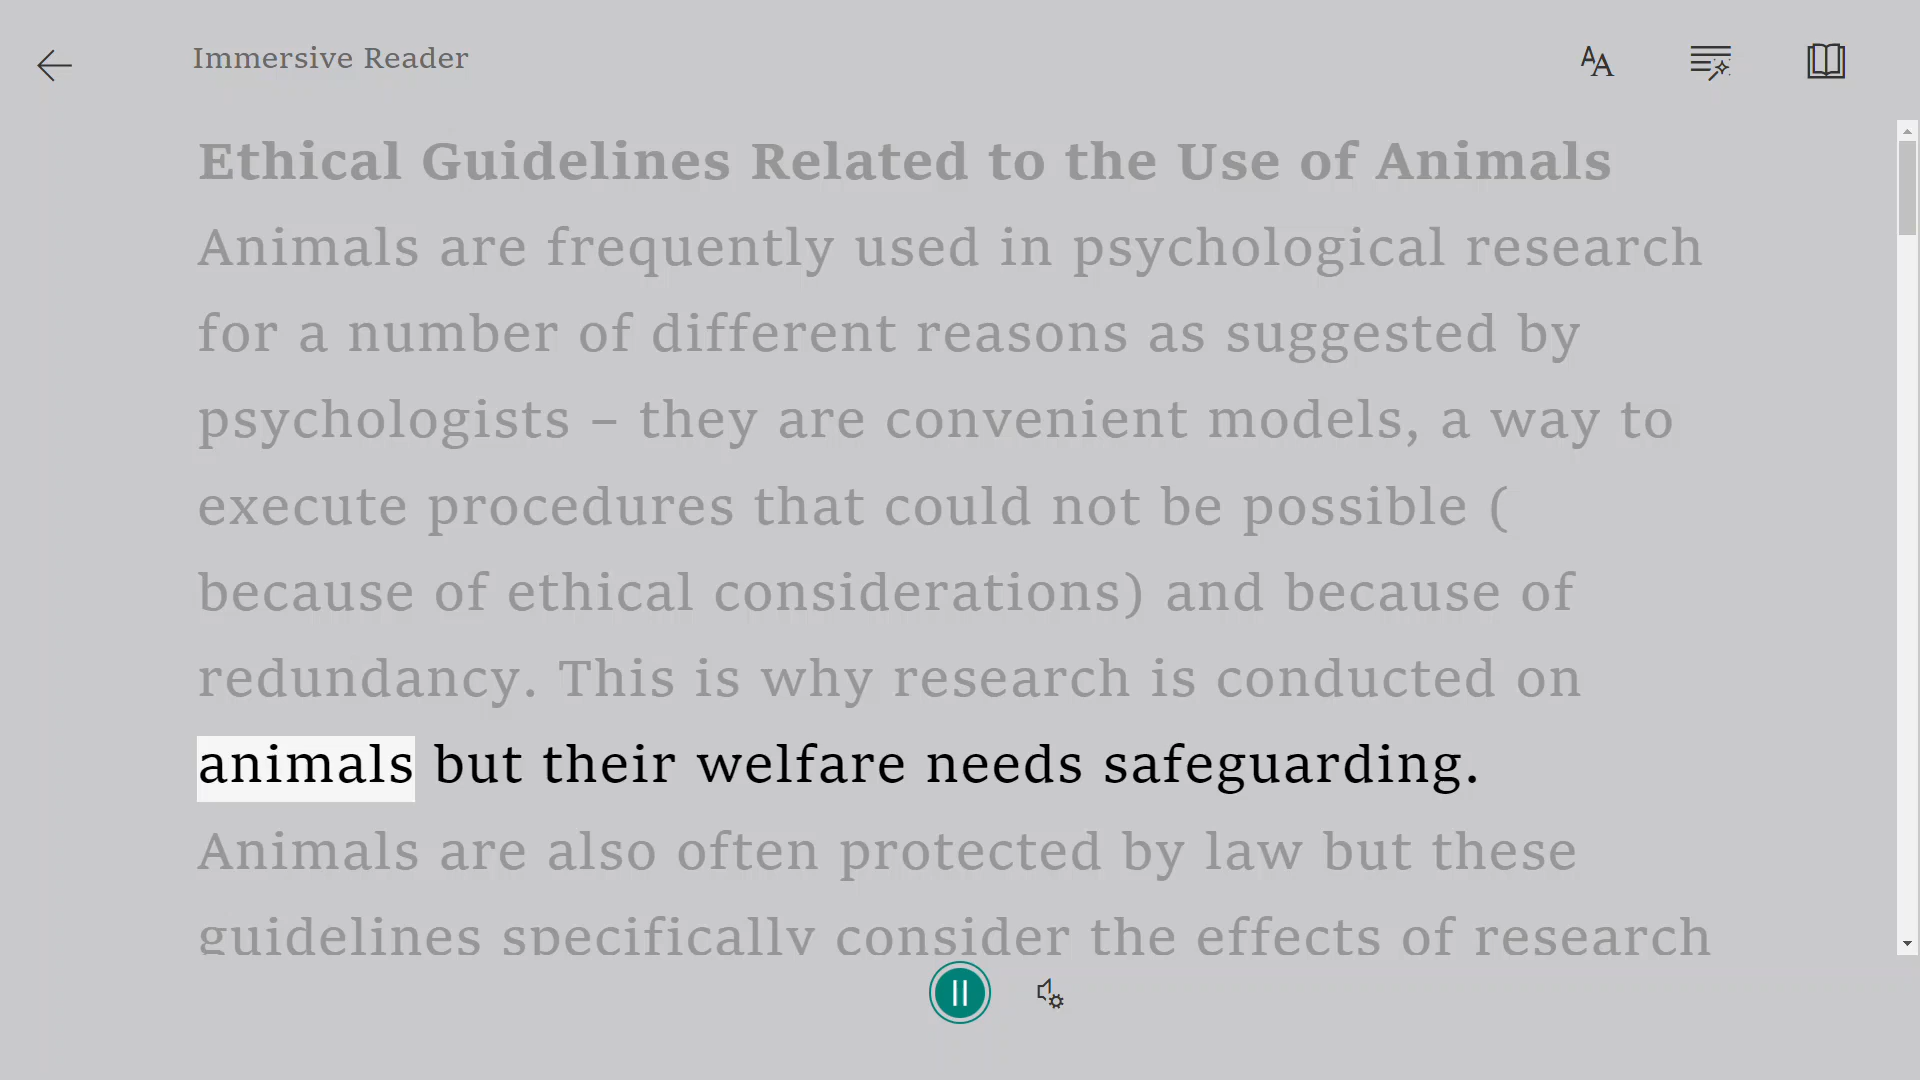 Immersive Reader
Ethical Guidelines Related to the Use of Animals
Animals are frequently used in psychological research
for a number of different reasons as suggested by
psychologists – they are convenient models, a way to
execute procedures that could not be possible (
because of ethical considerations) and because of
redundancy. This is why research is conducted on
animals but their welfare needs safeguarding.
Animals are also often protected by law but these
guidelines specifically consider the effects of research